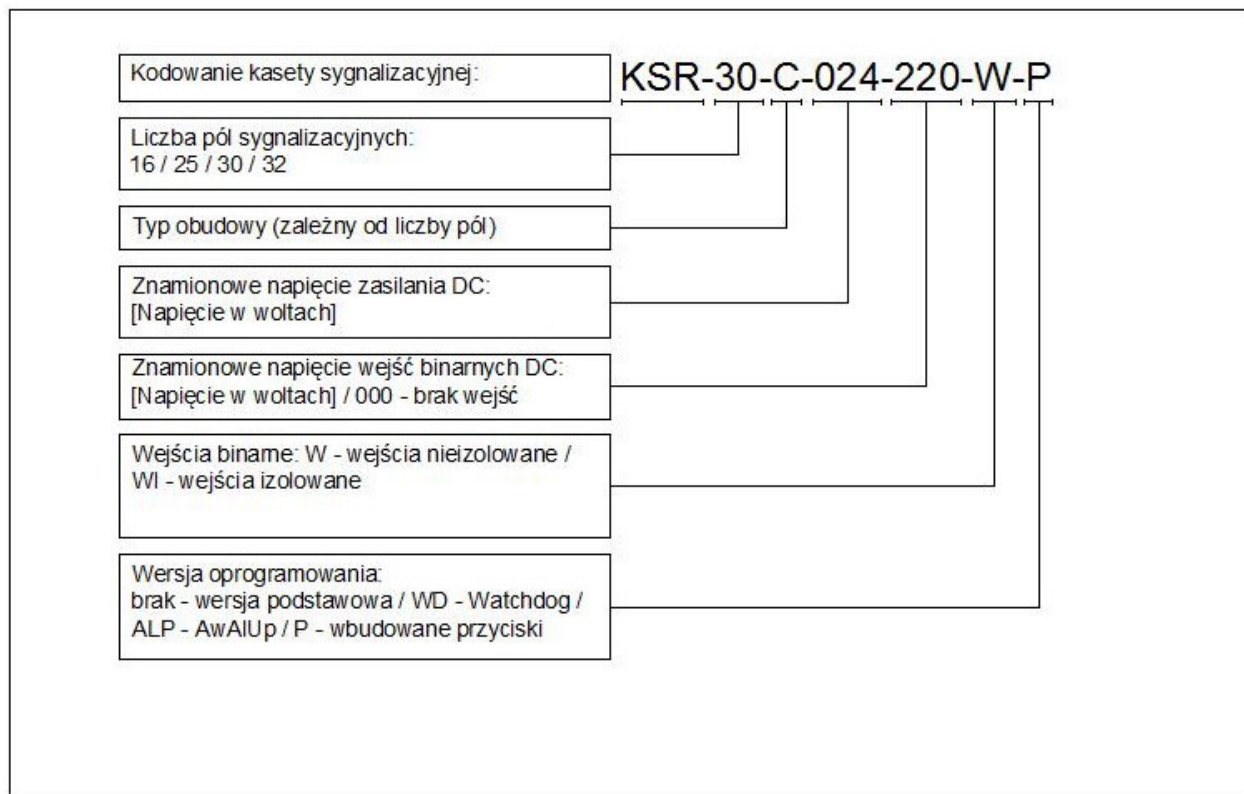 Kodowanie kasety sygnalizacyjnej:
KSR-30-C-024-220-W-P
Liczba pól sygnalizacyjnych:
16 / 25 / 30 / 32
Typ obudowy (zależny od liczby pól)
Znamionowe napięcie zasilania DC:
[Napięcie w woltach]
Znamionowe napięcie wejść binarnych DC:
[Napięcie w woltach] / 000 - brak wejść
Wejścia binarne: W - wejścia nieizolowane /
WI - wejścia izolowane
Wersja oprogramowania:
brak - wersja podstawowa / WD - Watchdog /
ALP - AwAlUp / P - wbudowane przyciski